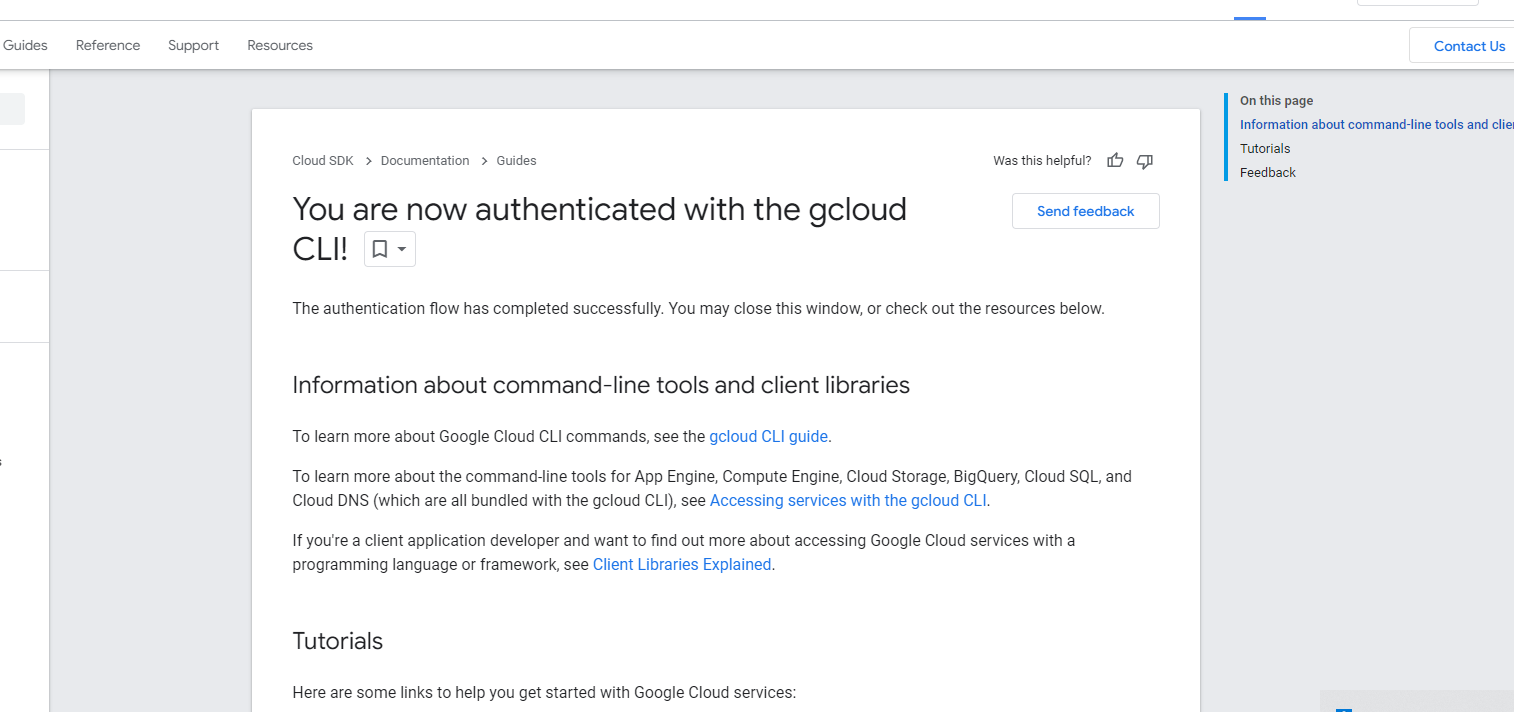 Guides Reference Support Resources
Contact Us
Cloud SDK Documentation Guides
Was this helpful?
You are now authenticated with the gcloud
CLI!
Send feedback
The authentication flow has completed successfully. You may close this window, or check out the resources below.
Information about command-line tools and client libraries
To learn more about Google Cloud CLI commands, see the gcloud CLI guide.
To learn more about the command-line tools for App Engine, Compute Engine, Cloud Storage, BigQuery, Cloud SQL, and
Cloud DNS (which are all bundled with the gcloud CLI), see Accessing services with the gcloud CLI.
If you're a client application developer and want to find out more about accessing Google Cloud services with a
programming language or framework, see Client Libraries Explained.
Tutorials
Here are some links to help you get started with Google Cloud services:
On this page
Information about command-line tools and
Tutorials
Feedback